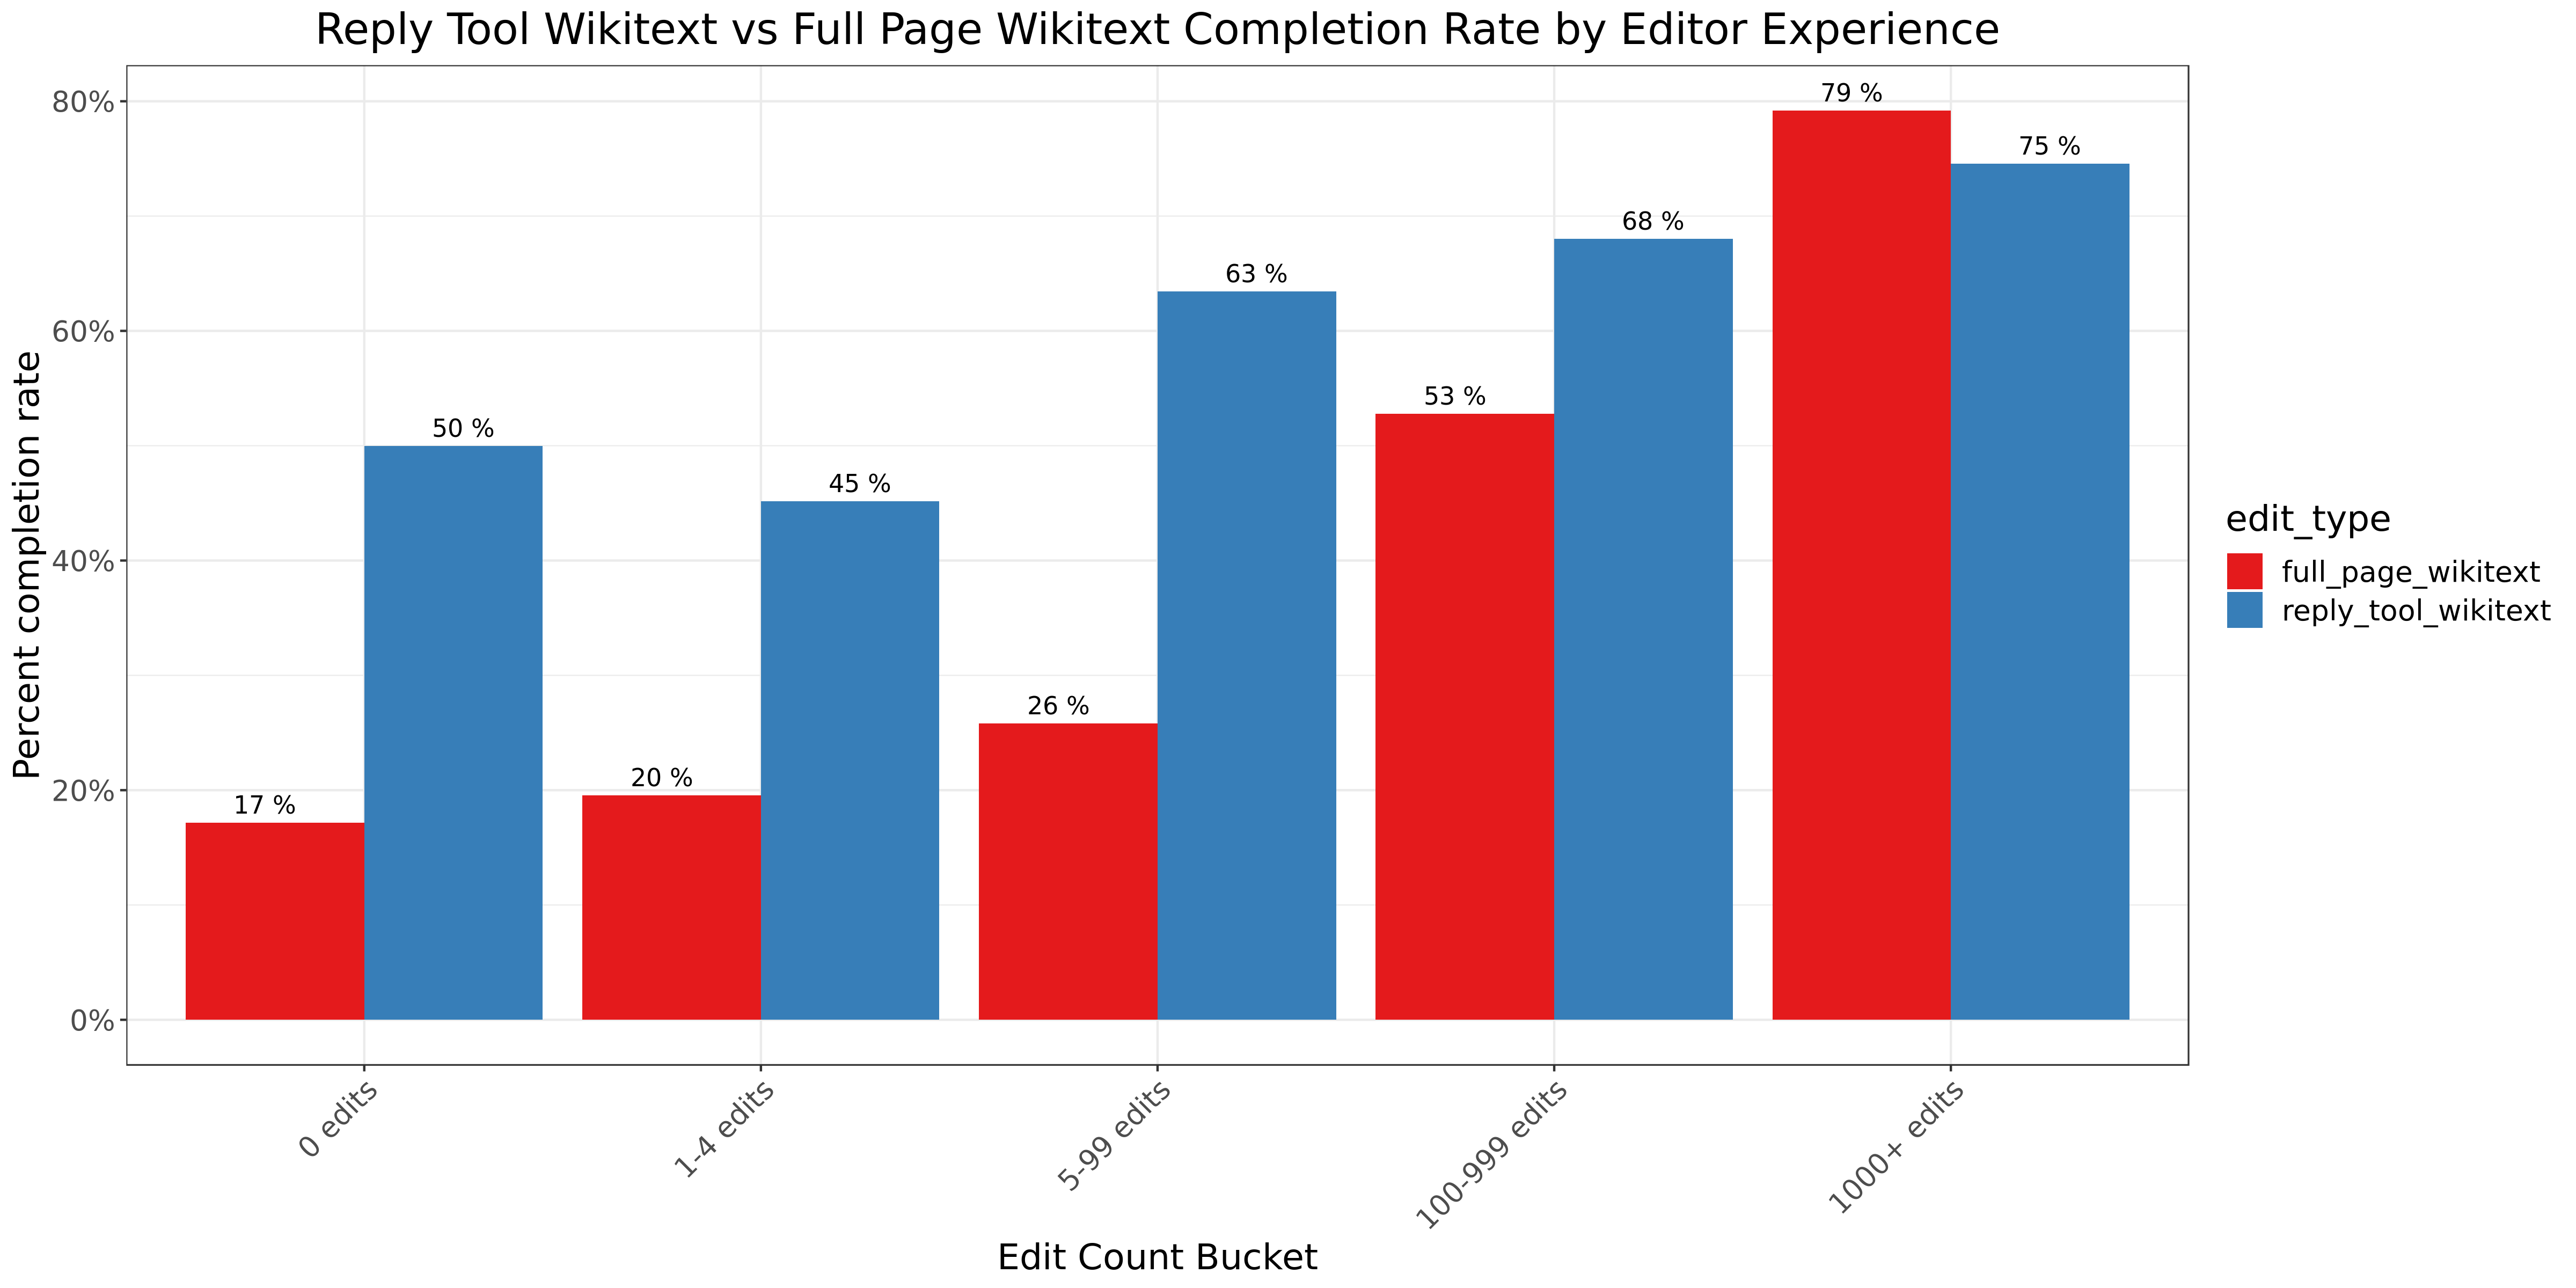 Reply Tool Wikitext vs Full Page Wikitext Completion Rate by Editor Experience
Percent completion rate
80%
60%
40%
20%
0%
17 %
50 %
20 %
45 %
26 %
63 %
53 %
68 %
79 %
75 %
0 edits
1-4 edits
5-99 edits
100-999 edits
1000+ edits
Edit Count Bucket
edit_type
full_page_wikitext
reply_tool_wikitext